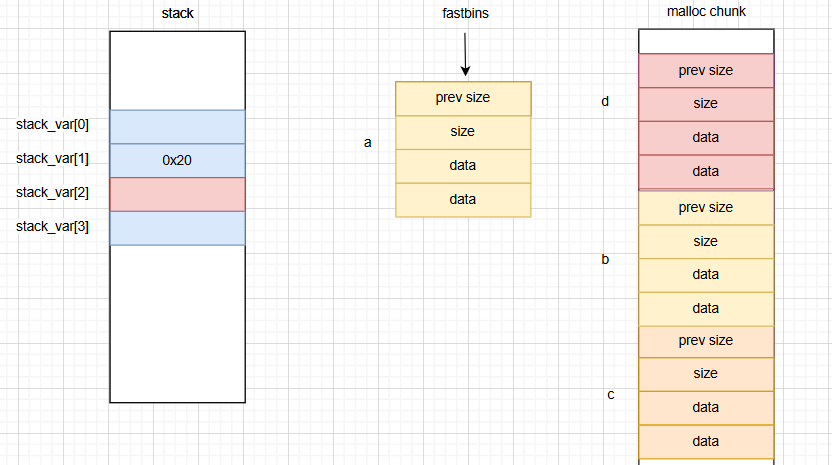 stack
stack_var[0]
stack_var[1]
0x20
stack_var[2]
stack_var[3]
fastbins
a
prev size
size
data
data
malloc chunk
d
prev size
size
data
data
b
prev size
size
data
data
c
prev size
size
data
data